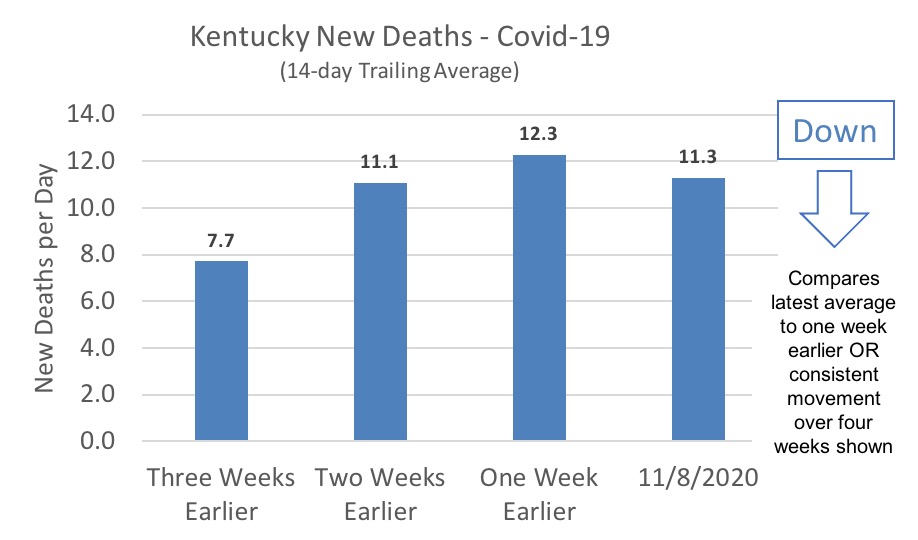 Kentucky New Deaths - Covid-19
(14-day Trailing Average)
New Deaths per Day
14.0
12.0
10.0
8.0
6.0
4.0
2.0
0.0
7.7
11.1
12.3
11.3
Three Weeks
Earlier
Two Weeks
Earlier
One Week
Earlier
11/8/2020
Down
Compares
latest average
to one week
earlier OR
consistent
movement
over four
weeks shown